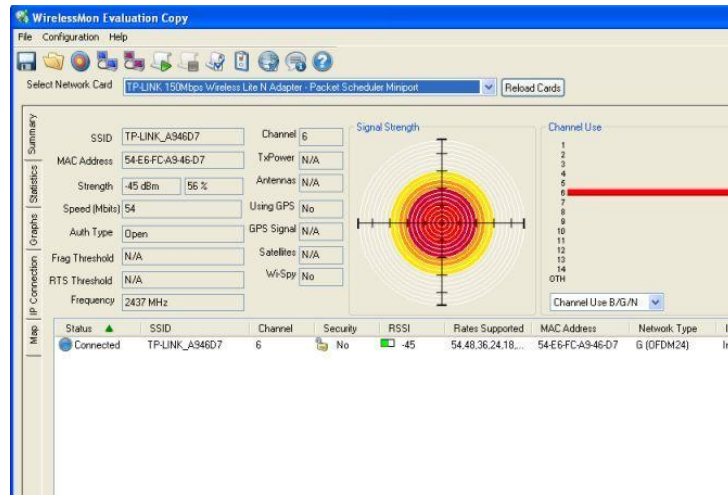 WirelessMon Evaluation Copy
File Configuration Help
Select Network Card TP-LINK 150Mbps Wireless Lite N Adapter - Packet Scheduler Miniport Reload Cards
Summary
Statistics
Graphs
IP Connection
Map
SSID TP-LINK_A946D7
MAC Address 54-E6-FC-A9-46-D7
Strength -45 dBm 56 %
Speed (Mbits) 54
Auth Type Open
Frag Threshold N/A
RTS Threshold N/A
Frequency 2437 MHz
Channel 6
TxPower N/A
Antennas N/A
Using GPS No
GPS Signal N/A
Satellites N/A
Wi-Spy No
Signal Strength
Channel Use
1
2
3
4
5
6
7
8
9
10
11
12
13
14
OTH
Channel Use B/G/N
Status SSID Channel Security RSSI Rates Supported MAC Address Network Type
Connected TP-LINK_A946D7 6 No -45 54,48,36,24,18,... 54-E6-FC-A9-46-D7 G (OFDM24)